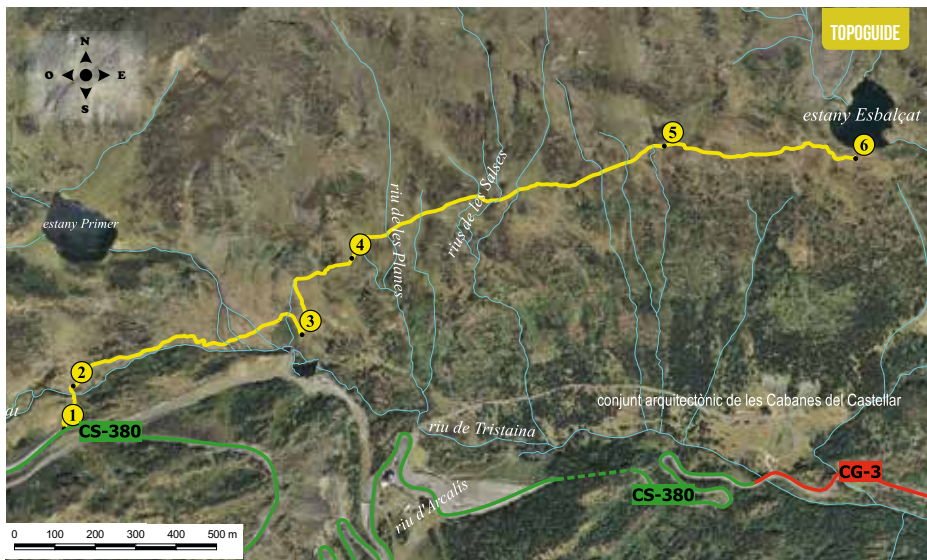 TOPOGUIDE
N
O E
S
estany Esbalçat
5
6
estany Primer
riu de les Planes
rius de les Salses
4
3
2
1
CS-380
at
conjunt arquitectònic de les Cabanes del Castellar
riu de Tristaina
riu d'Arcalís
CS-380
CG-3
0 100 200 300 400 500 m